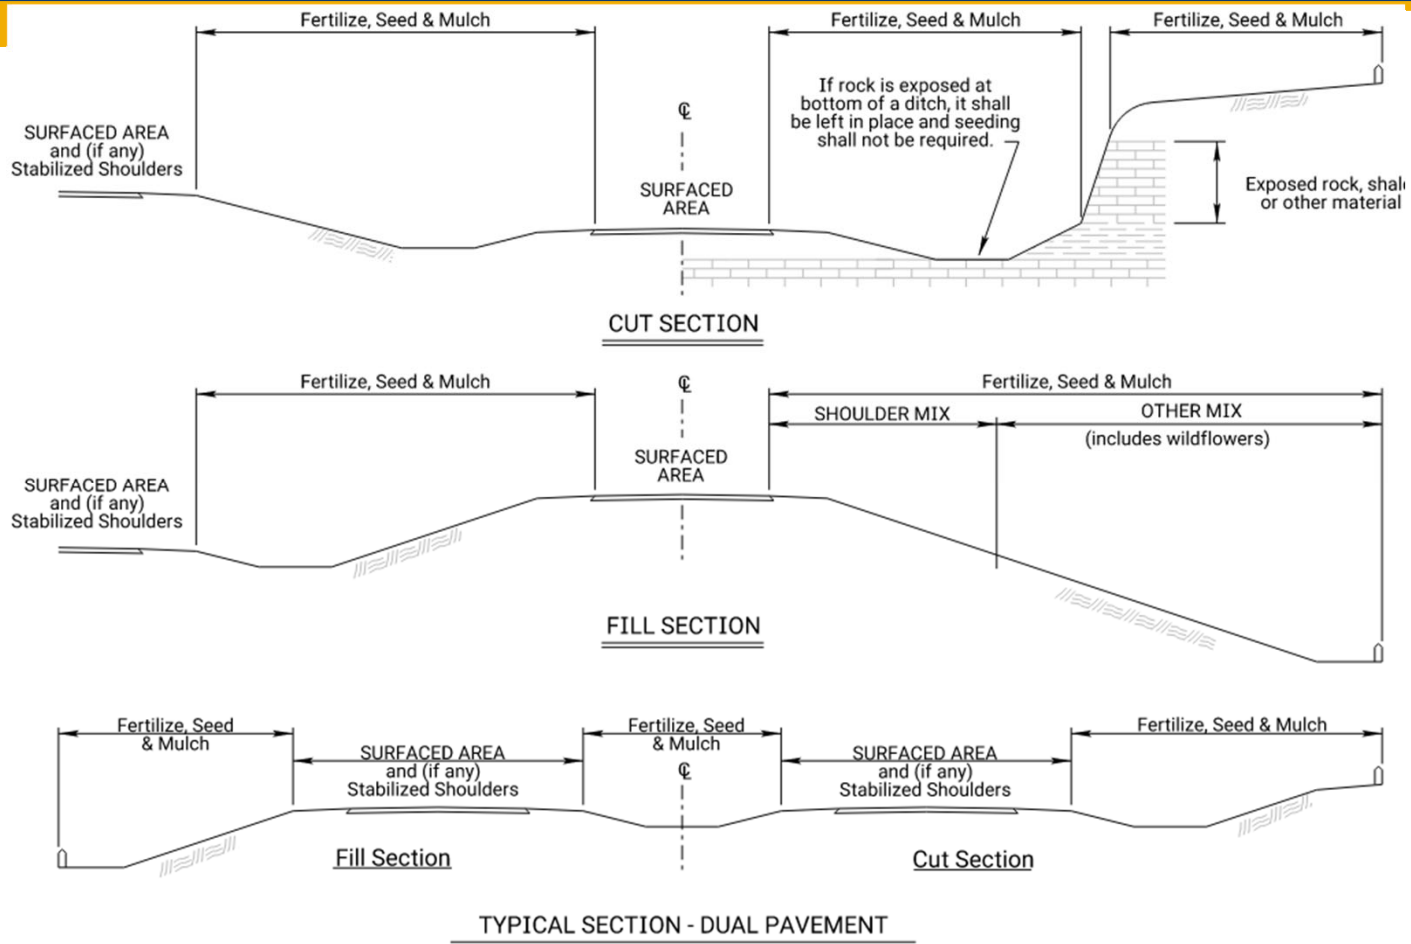 Fertilize, Seed & Mulch
Fertilize, Seed & Mulch
Fertilize, Seed & Mulch
If rock is exposed at
bottom of a ditch, it shall
be left in place and seeding
shall not be required.
℄
SURFACED AREA
and (if any)
Stabilized Shoulders
SURFACED
AREA
Exposed rock, shal
or other material
CUT SECTION
Fertilize, Seed & Mulch
℄
Fertilize, Seed & Mulch
SHOULDER MIX
OTHER MIX
(includes wildflowers)
SURFACED
AREA
SURFACED AREA
and (if any)
Stabilized Shoulders
FILL SECTION
Fertilize, Seed
& Mulch
SURFACED AREA
and (if any)
Stabilized Shoulders
Fertilize, Seed
& Mulch
℄
SURFACED AREA
and (if any)
Stabilized Shoulders
Fertilize, Seed & Mulch
Fill Section
Cut Section
TYPICAL SECTION - DUAL PAVEMENT